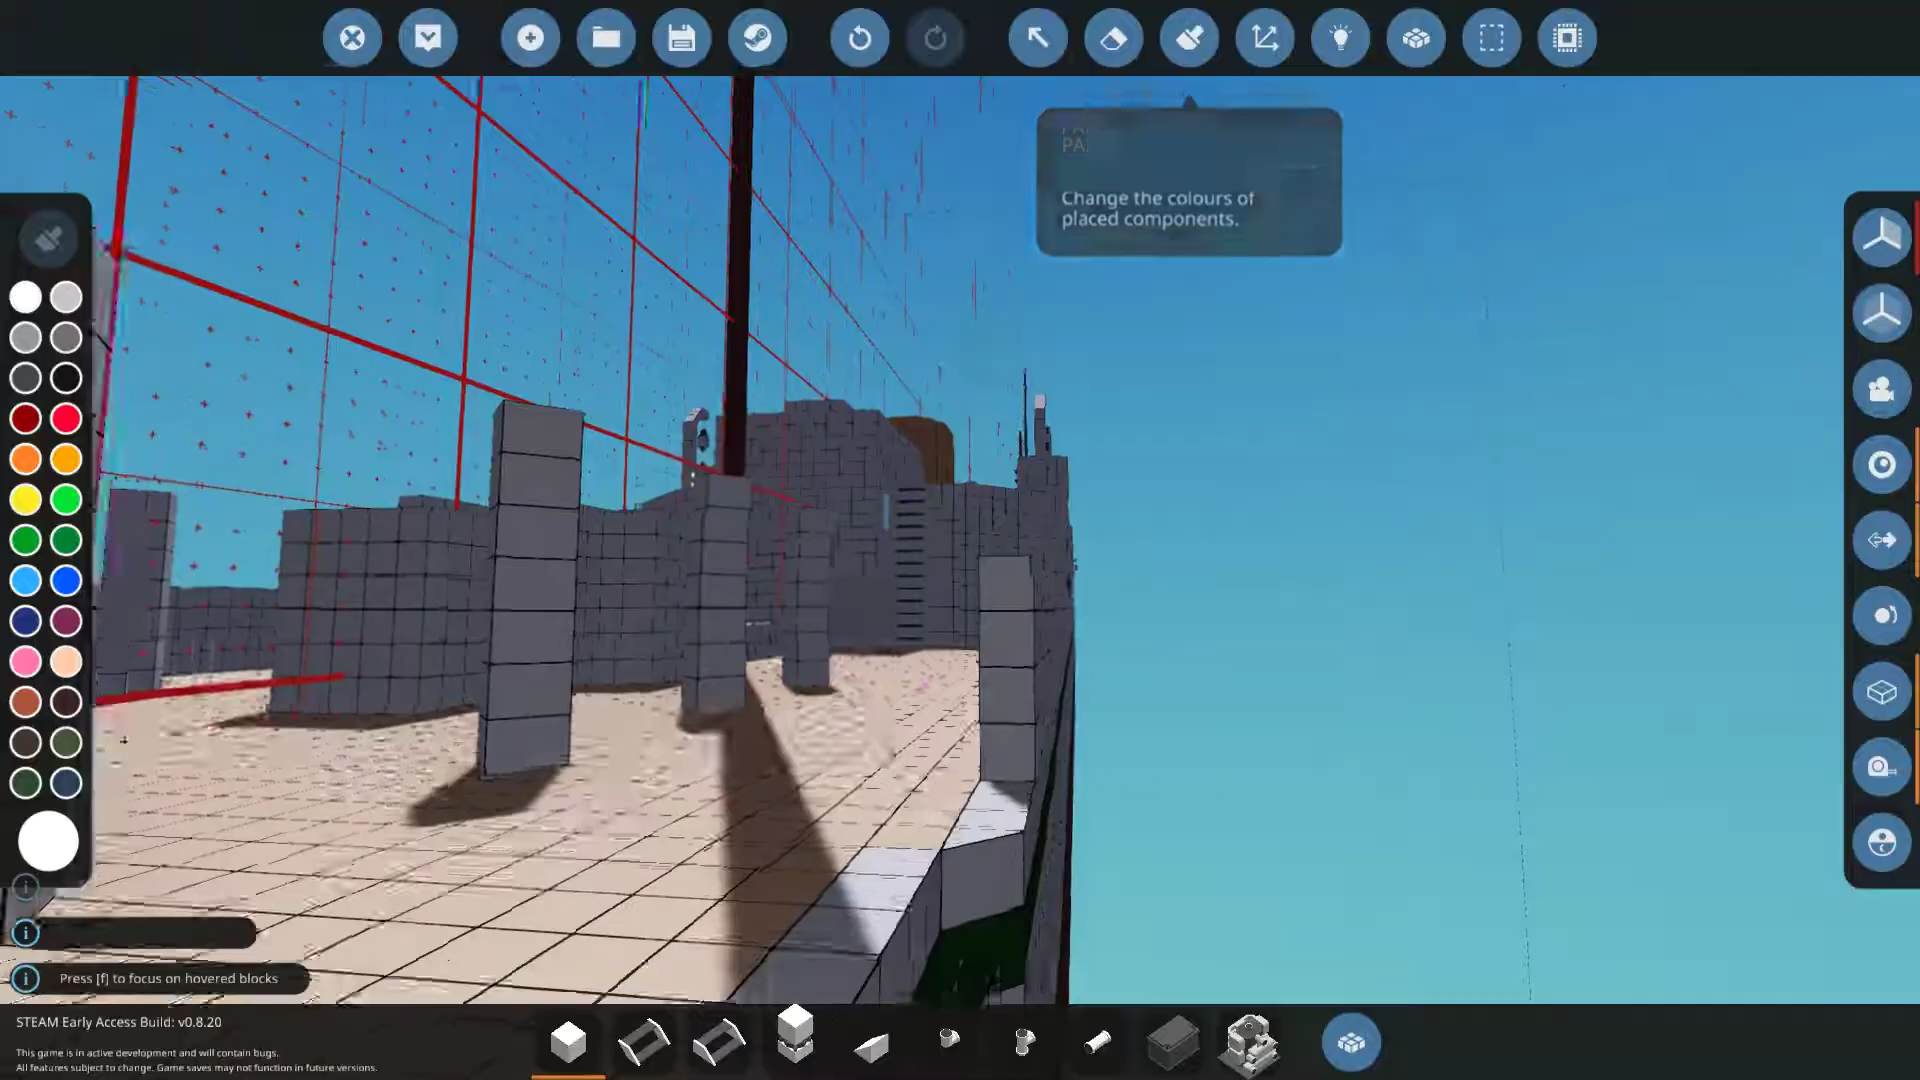 PA
Change the colours of
placed components.
Press [f] to focus on hovered blocks
STEAM Early Access Build: v0.8.20
This game is in active development and will contain bugs.
All features subject to change. Game saves may not function in future versions.